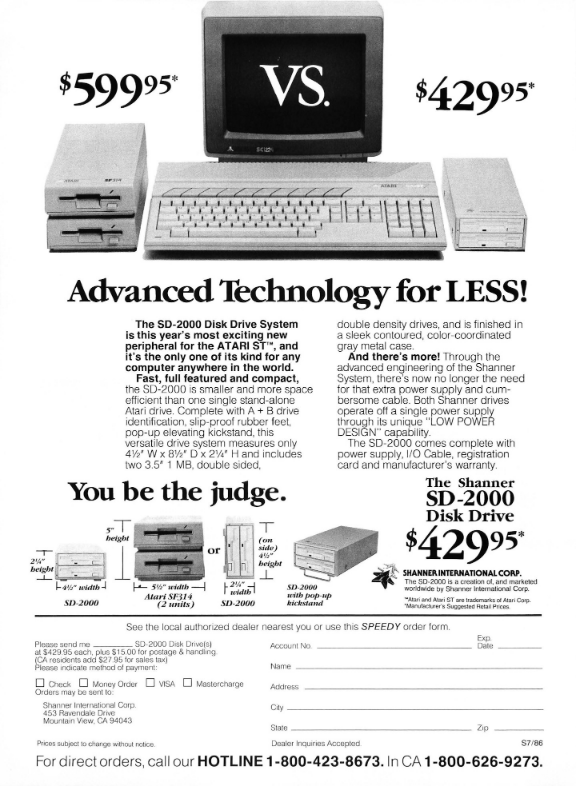 $599⁹⁵*
VS.
$429⁹⁵*
ATARI
SF314
ATARI
Advanced Technology for LESS!
The SD-2000 Disk Drive System
is this year's most exciting new
peripheral for the ATARI ST™, and
it's the only one of its kind for any
computer anywhere in the world.
Fast, full featured and compact,
the SD-2000 is smaller and more space
efficient than one single stand-alone
Atari drive. Complete with A + B drive
identification, slip-proof rubber feet,
pop-up elevating kickstand, this
versatile drive system measures only
4½" W x 8½" D x 2¼" H and includes
two 3.5" 1 MB, double sided,
double density drives, and is finished in
a sleek contoured, color-coordinated
gray metal case.
And there's more! Through the
advanced engineering of the Shanner
System, there's now no longer the need
for that extra power supply and cum-
bersome cable. Both Shanner drives
operate off a single power supply
through its unique "LOW POWER
DESIGN" capability.
The SD-2000 comes complete with
power supply, I/O Cable, registration
card and manufacturer's warranty.
You be the judge.
2¼"
height
4½" width
SD-2000
5"
height
5½" width
Atari SF314
(2 units)
or
2¼"
width
SD-2000
(on
side)
4½"
height
SD-2000
with pop-up
kickstand
The Shanner
SD-2000
Disk Drive
$429⁹⁵*
SHANNER INTERNATIONAL CORP.
The SD-2000 is a creation of, and marketed
worldwide by Shanner International Corp.
™Atari and Atari ST are trademarks of Atari Corp.
*Manufacturer's Suggested Retail Prices.
See the local authorized dealer nearest you or use this SPEEDY order form.
Please send me ________ SD-2000 Disk Drive(s)
at $429.95 each, plus $15.00 for postage & handling.
(CA residents add $27.95 for sales tax)
Please indicate method of payment:
☐ Check ☐ Money Order ☐ VISA ☐ Mastercharge
Orders may be sent to:
Shanner International Corp.
453 Ravendale Drive
Mountain View, CA 94043
Prices subject to change without notice.
Account No. ________ Exp. Date ________
Name ________
Address ________
City ________
State ________ Zip ________
Dealer Inquiries Accepted
S7/86
For direct orders, call our HOTLINE 1-800-423-8673. In CA 1-800-626-9273.